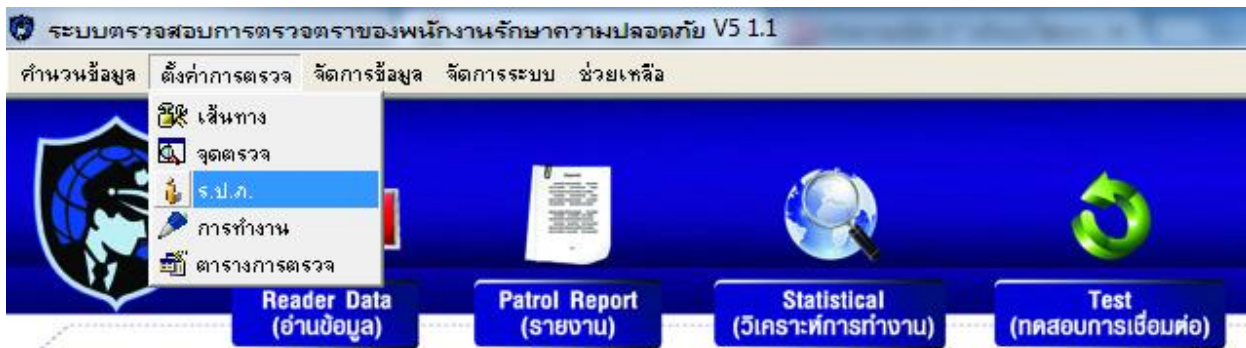 ระบบตรวจสอบการตรวจตราของพนักงานรักษาความปลอดภัย V5 1.1
คำนวนข้อมูล ตั้งค่าการตรวจ จัดการข้อมูล จัดการระบบ ช่วยเหลือ
เส้นทาง
จุดตรวจ
ร.ป.ภ.
การทำงาน
ตารางการตรวจ
Reader Data
(อ่านข้อมูล)
Patrol Report
(รายงาน)
Statistical
(วิเคราะห์การทำงาน)
Test
(ทดสอบการเชื่อมต่อ)